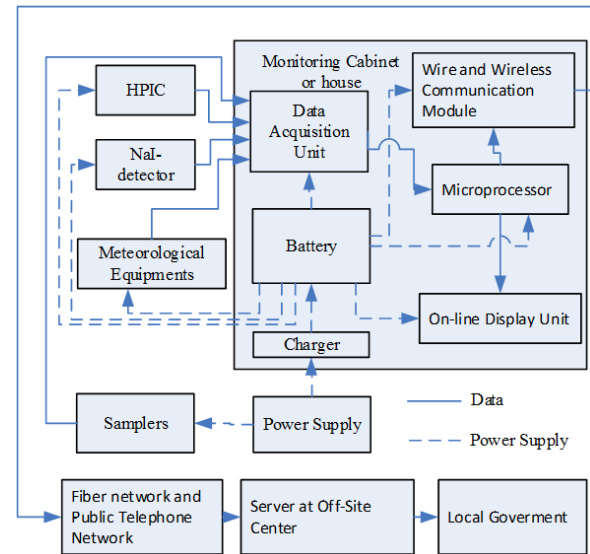 Monitoring Cabinet
or house
HPIC
Wire and Wireless
Communication
Module
Data
Acquisition
Unit
NaI-
detector
Microprocessor
Meteorological
Equipments
Battery
On-line Display Unit
Charger
Samplers
Power Supply
Data
Power Supply
Fiber network and
Public Telephone
Network
Server at Off-Site
Center
Local Goverment